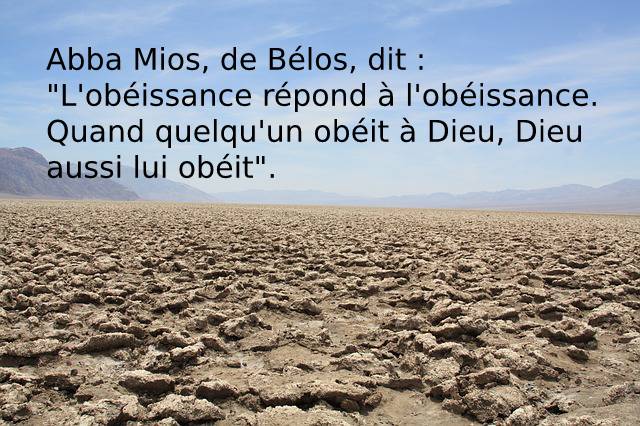 Abba Mios, de Bélos, dit :
"L'obéissance répond à l'obéissance.
Quand quelqu'un obéit à Dieu, Dieu
aussi lui obéit".